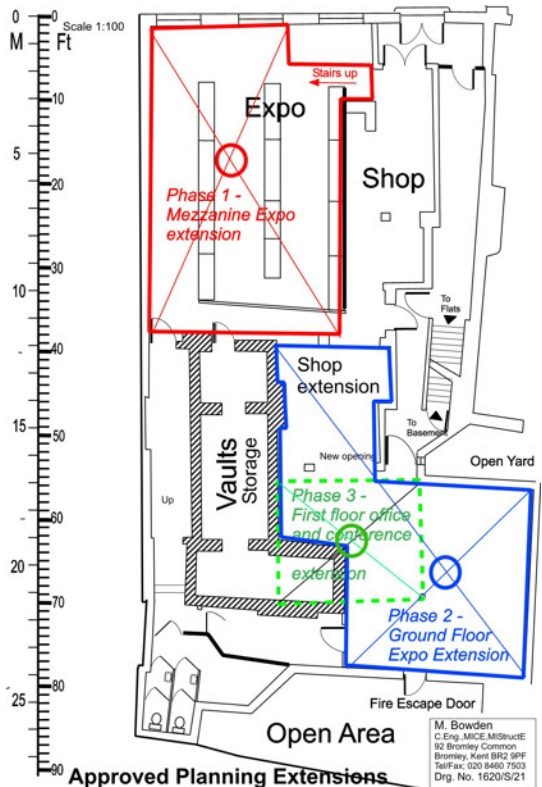 0 0
M Ft
Scale 1:100
Stairs up
Expo
10
5
Shop
20
Phase 1 -
Mezzanine Expo
extension
30
10
To
Flats
40
Shop
extension
To
Basement
15
50
Vaults
Storage
New opening
Open Yard
Up
Phase 3 -
First floor office
and conference
extension
60
20
70
Phase 2 -
Ground Floor
Expo Extension
25
80
Fire Escape Door
Open Area
M. Bowden
C.Eng.,MICE,MIStructE
92 Bromley Common
Bromley, Kent BR2 9PF
Tel/Fax: 020 8460 7503
Drg. No. 1620/S/21
90
Approved Planning Extensions